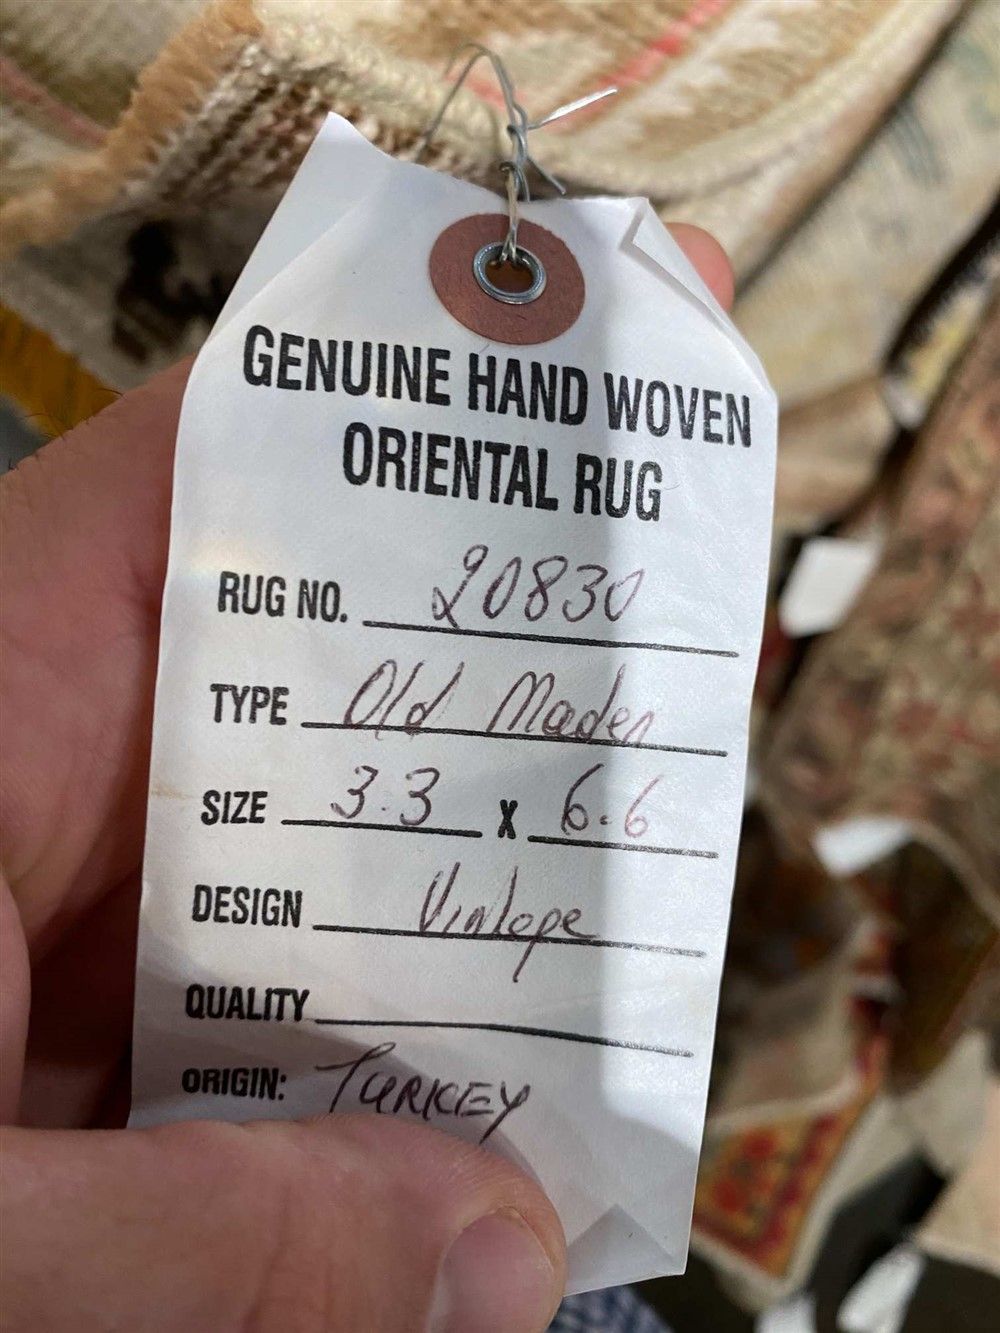 GENUINE HAND WOVEN
ORIENTAL RUG
RUG NO. 20830
TYPE Old Maden
SIZE 3.3 X 6.6
DESIGN Vintage
QUALITY
ORIGIN: TURKEY